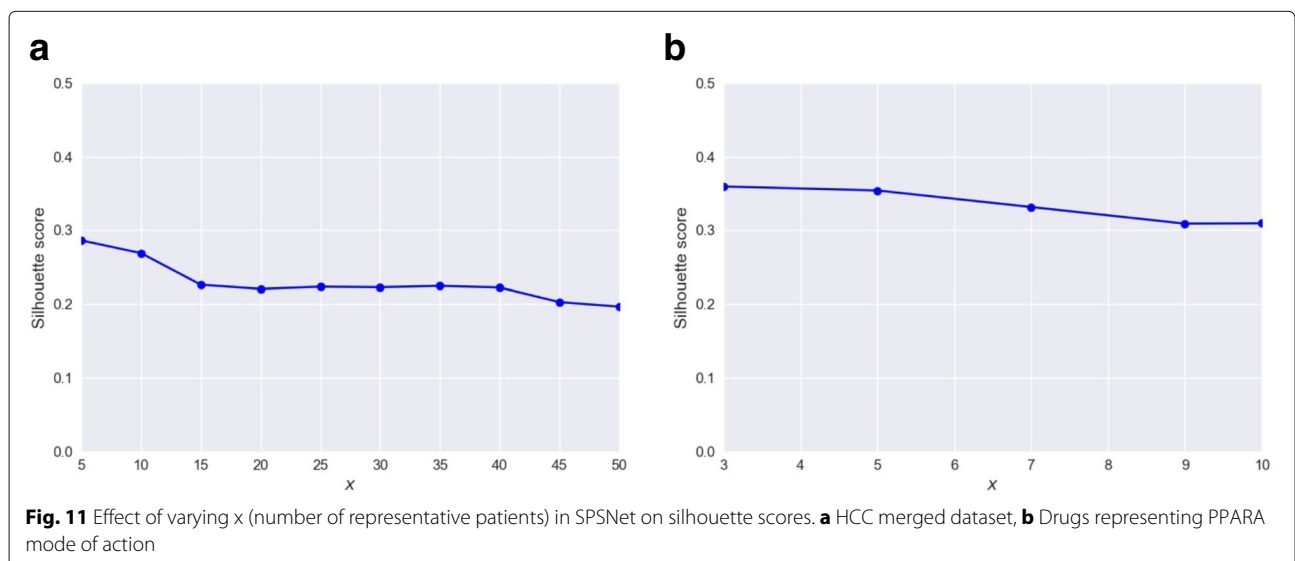 a
0.5
0.4
0.3
0.2
0.1
0.0
Silhouette score
5 10 15 20 25 30 35 40 45 50
x
b
0.5
0.4
0.3
0.2
0.1
0.0
Silhouette score
3 4 5 6 7 8 9 10
x
Fig. 11 Effect of varying x (number of representative patients) in SPSNet on silhouette scores. a HCC merged dataset, b Drugs representing PPARA
mode of action